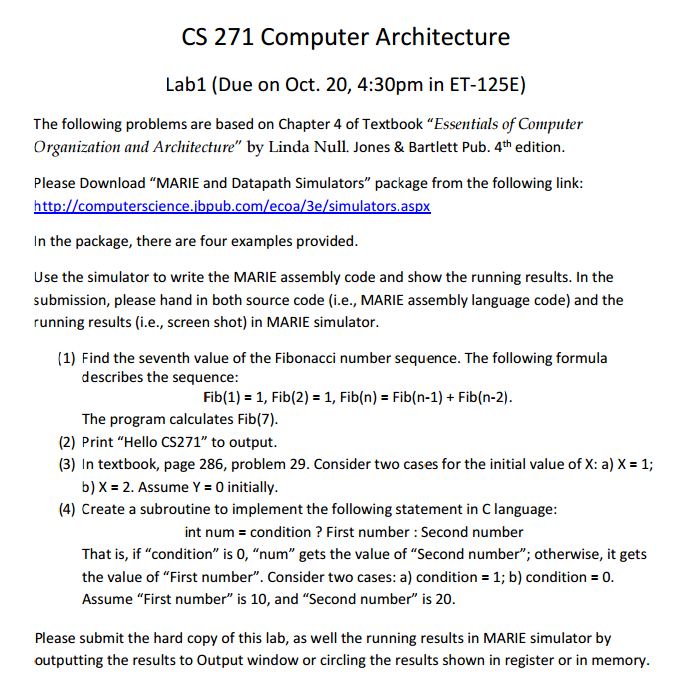 CS 271 Computer Architecture
Lab1 (Due on Oct. 20, 4:30pm in ET-125E)
The following problems are based on Chapter 4 of Textbook “Essentials of Computer
Organization and Architecture” by Linda Null. Jones & Bartlett Pub. 4th edition.
Please Download “MARIE and Datapath Simulators” package from the following link:
http://computerscience.jbpub.com/ecoa/3e/simulators.aspx
In the package, there are four examples provided.
Use the simulator to write the MARIE assembly code and show the running results. In the
submission, please hand in both source code (i.e., MARIE assembly language code) and the
running results (i.e., screen shot) in MARIE simulator.
(1) Find the seventh value of the Fibonacci number sequence. The following formula
describes the sequence:
Fib(1) = 1, Fib(2) = 1, Fib(n) = Fib(n-1) + Fib(n-2).
The program calculates Fib(7).
(2) Print “Hello CS271” to output.
(3) In textbook, page 286, problem 29. Consider two cases for the initial value of X: a) X = 1;
b) X = 2. Assume Y = 0 initially.
(4) Create a subroutine to implement the following statement in C language:
int num = condition ? First number : Second number
That is, if “condition” is 0, “num” gets the value of “Second number”; otherwise, it gets
the value of “First number”. Consider two cases: a) condition = 1; b) condition = 0.
Assume “First number” is 10, and “Second number” is 20.
Please submit the hard copy of this lab, as well the running results in MARIE simulator by
outputting the results to Output window or circling the results shown in register or in memory.